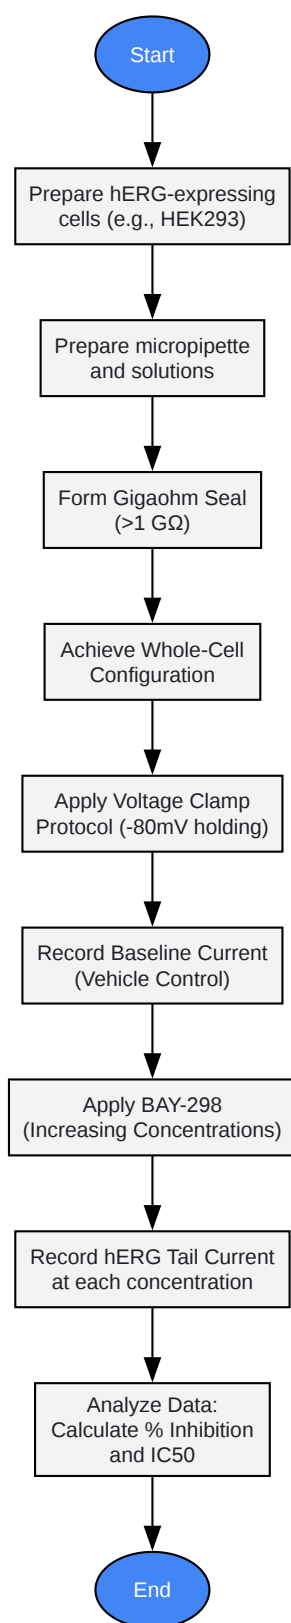 Start
Prepare hERG-expressing
cells (e.g., HEK293)
Prepare micropipette
and solutions
Form Gigaohm Seal
(>1 GΩ)
Achieve Whole-Cell
Configuration
Apply Voltage Clamp
Protocol (-80mV holding)
Record Baseline Current
(Vehicle Control)
Apply BAY-298
(Increasing Concentrations)
Record hERG Tail Current
at each concentration
Analyze Data:
Calculate % Inhibition
and IC50
End